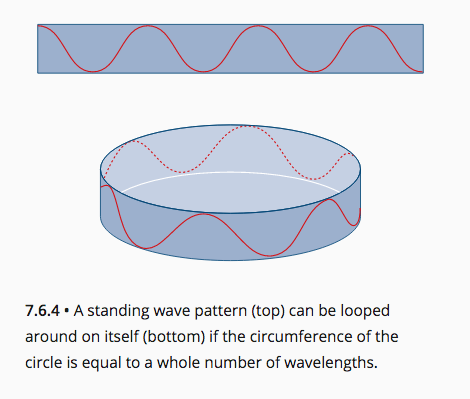 7.6.4 • A standing wave pattern (top) can be looped
around on itself (bottom) if the circumference of the
circle is equal to a whole number of wavelengths.